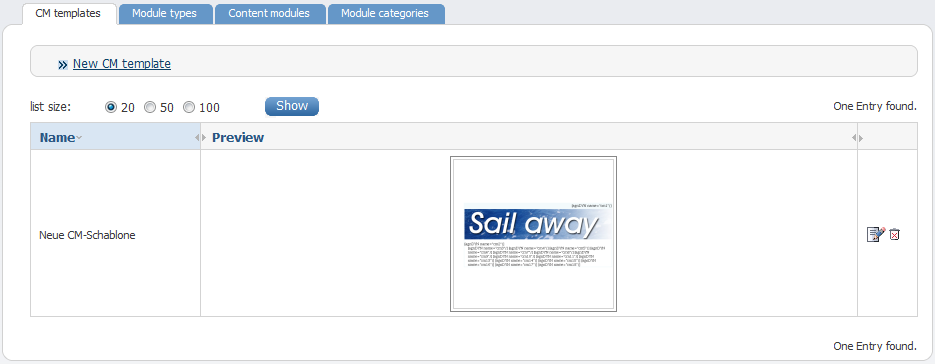 CM templates Module types Content modules Module categories
New CM template
list size: 20 50 100 Show One Entry found.
Name Preview
Sail away
Neue CM-Schablone
One Entry found.